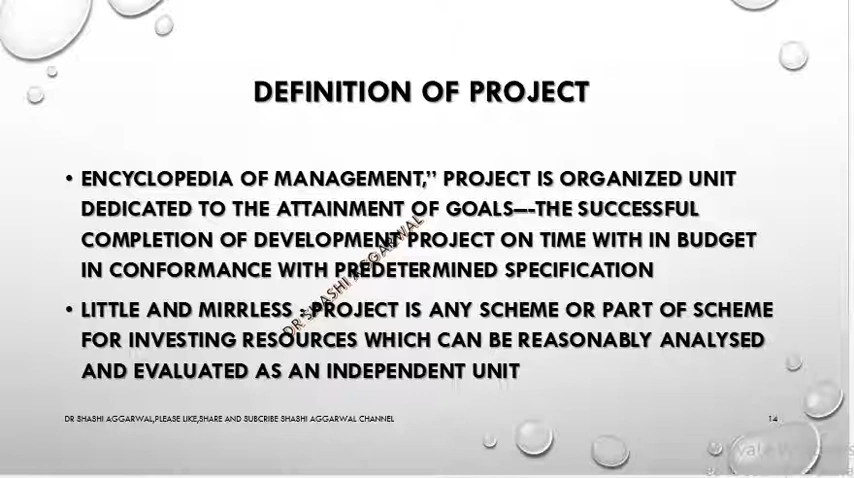 DEFINITION OF PROJECT
• ENCYCLOPEDIA OF MANAGEMENT,” PROJECT IS ORGANIZED UNIT
DEDICATED TO THE ATTAINMENT OF GOALS—-THE SUCCESSFUL
COMPLETION OF DEVELOPMENT PROJECT ON TIME WITH IN BUDGET
IN CONFORMANCE WITH PREDETERMINED SPECIFICATION
• LITTLE AND MIRRLESS : PROJECT IS ANY SCHEME OR PART OF SCHEME
FOR INVESTING RESOURCES WHICH CAN BE REASONABLY ANALYSED
AND EVALUATED AS AN INDEPENDENT UNIT
DR SHASHI AGGARWAL
DR SHASHI AGGARWAL,PLEASE LIKE,SHARE AND SUBCRIBE SHASHI AGGARWAL CHANNEL
14